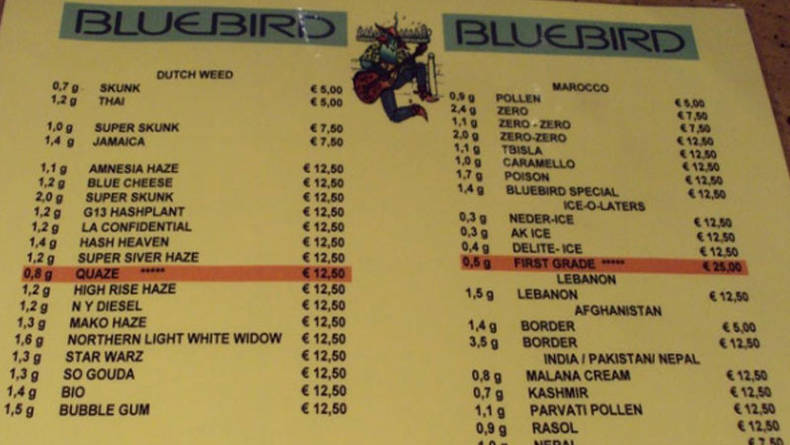 BLUEBIRD
DUTCH WEED
0,7 g SKUNK € 5,00
1,2 g THAI € 5,00
1,0 g SUPER SKUNK € 7,50
1,4 g JAMAICA € 7,50
1,1 g AMNESIA HAZE € 12,50
1,2 g BLUE CHEESE € 12,50
2,0 g SUPER SKUNK € 12,50
1,2 g G13 HASHPLANT € 12,50
1,2 g LA CONFIDENTIAL € 12,50
1,4 g HASH HEAVEN € 12,50
1,2 g SUPER SIVER HAZE € 12,50
0,8 g QUAZE ***** € 12,50
1,2 g HIGH RISE HAZE € 12,50
1,2 g N Y DIESEL € 12,50
1,3 g MAKO HAZE € 12,50
1,6 g NORTHERN LIGHT WHITE WIDOW € 12,50
1,3 g STAR WARZ € 12,50
1,3 g SO GOUDA € 12,50
1,4 g BIO € 12,50
1,5 g BUBBLE GUM € 12,50
BLUEBIRD
MAROCCO
0,9 g POLLEN € 5,00
2,4 g ZERO € 7,50
1,1 g ZERO - ZERO € 7,50
2,0 g ZERO-ZERO € 12,50
1,1 g TBISLA € 12,50
1,0 g CARAMELLO € 12,50
1,7 g POISON € 12,50
1,4 g BLUEBIRD SPECIAL € 12,50
ICE-O-LATERS
0,3 g NEDER-ICE € 12,50
0,3 g AK ICE € 12,50
0,4 g DELITE- ICE € 12,50
0,5 g FIRST GRADE ***** € 25,00
LEBANON
1,5 g LEBANON € 12,50
AFGHANISTAN
1,4 g BORDER € 5,00
3,5 g BORDER € 12,50
INDIA / PAKISTAN/ NEPAL
0,8 g MALANA CREAM € 12,50
0,7 g KASHMIR € 12,50
1,1 g PARVATI POLLEN € 12,50
0,9 g RASOL € 12,50
NEPAL